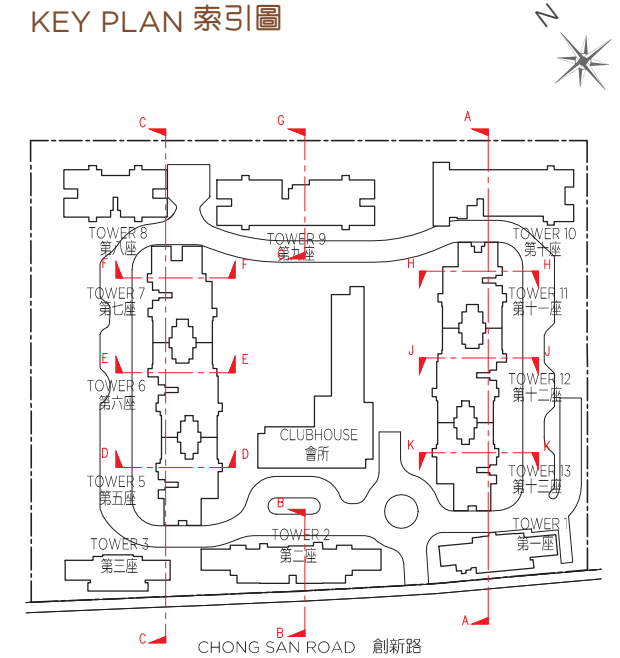 KEY PLAN 索引圖
N
C
G
A
TOWER 8
第八座
TOWER 9
第九座
G
TOWER 10
第十座
F
F
H
H
TOWER 7
第七座
TOWER 11
第十一座
E
E
J
J
TOWER 6
第六座
TOWER 12
第十二座
CLUBHOUSE
會所
D
D
K
K
TOWER 5
第五座
TOWER 13
第十三座
B
TOWER 3
第三座
TOWER 2
第二座
TOWER 1
第一座
C
B
A
CHONG SAN ROAD 創新路